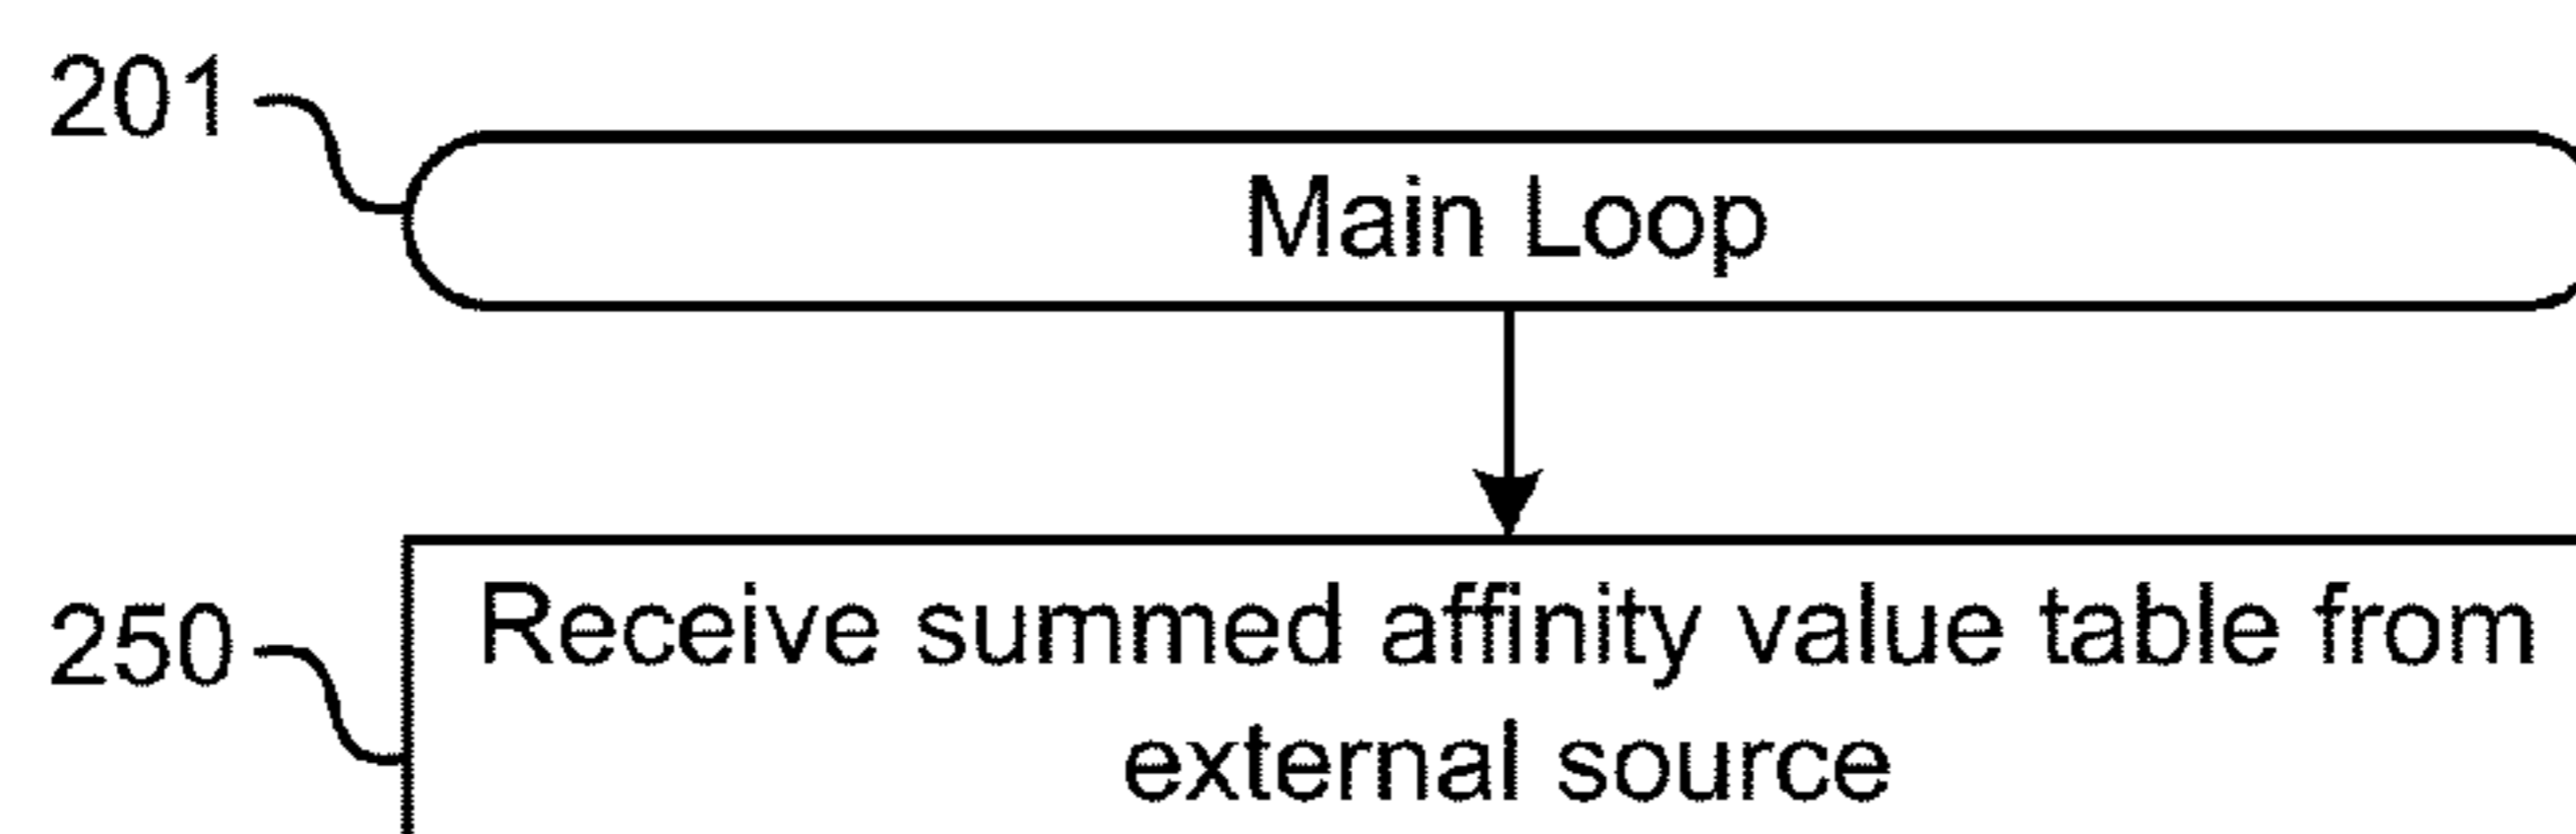 201
Main Loop
250
Receive summed affinity value table from
external source